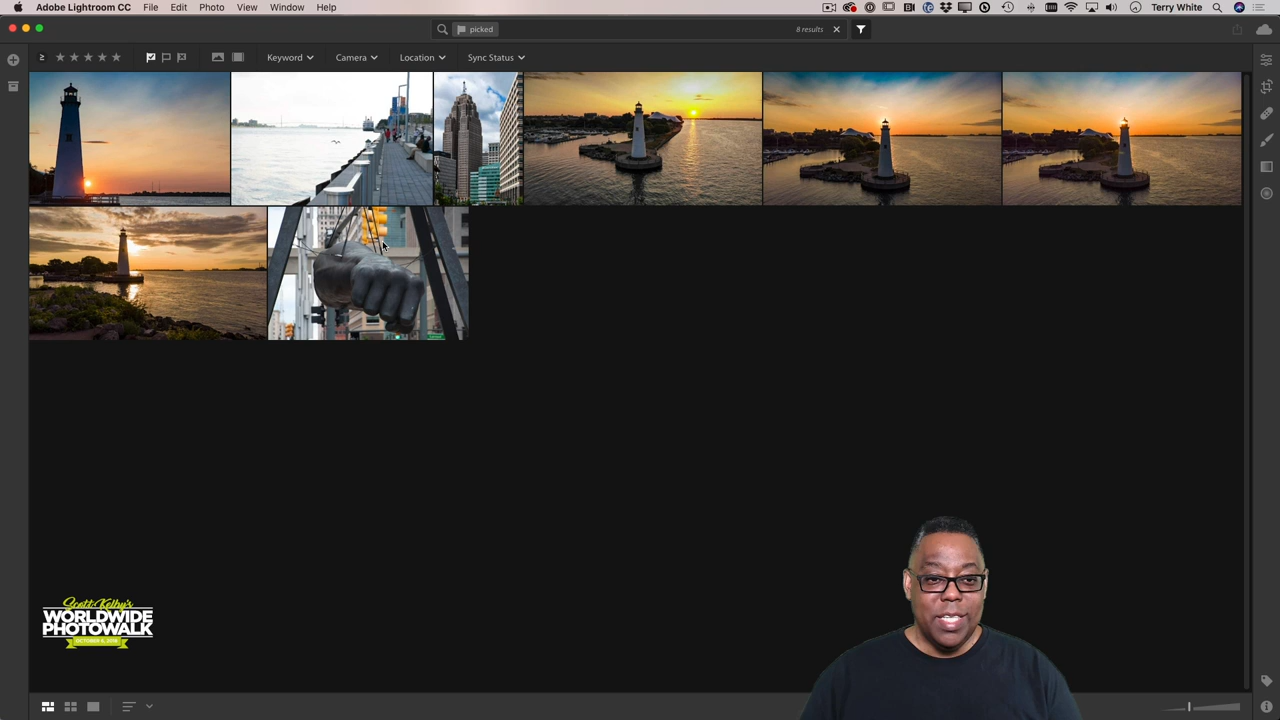 Adobe Lightroom CC File Edit Photo View Window Help Terry White
picked 8 results
Keyword Camera Location Sync Status
Scott Kelby's
WORLDWIDE
PHOTOWALK